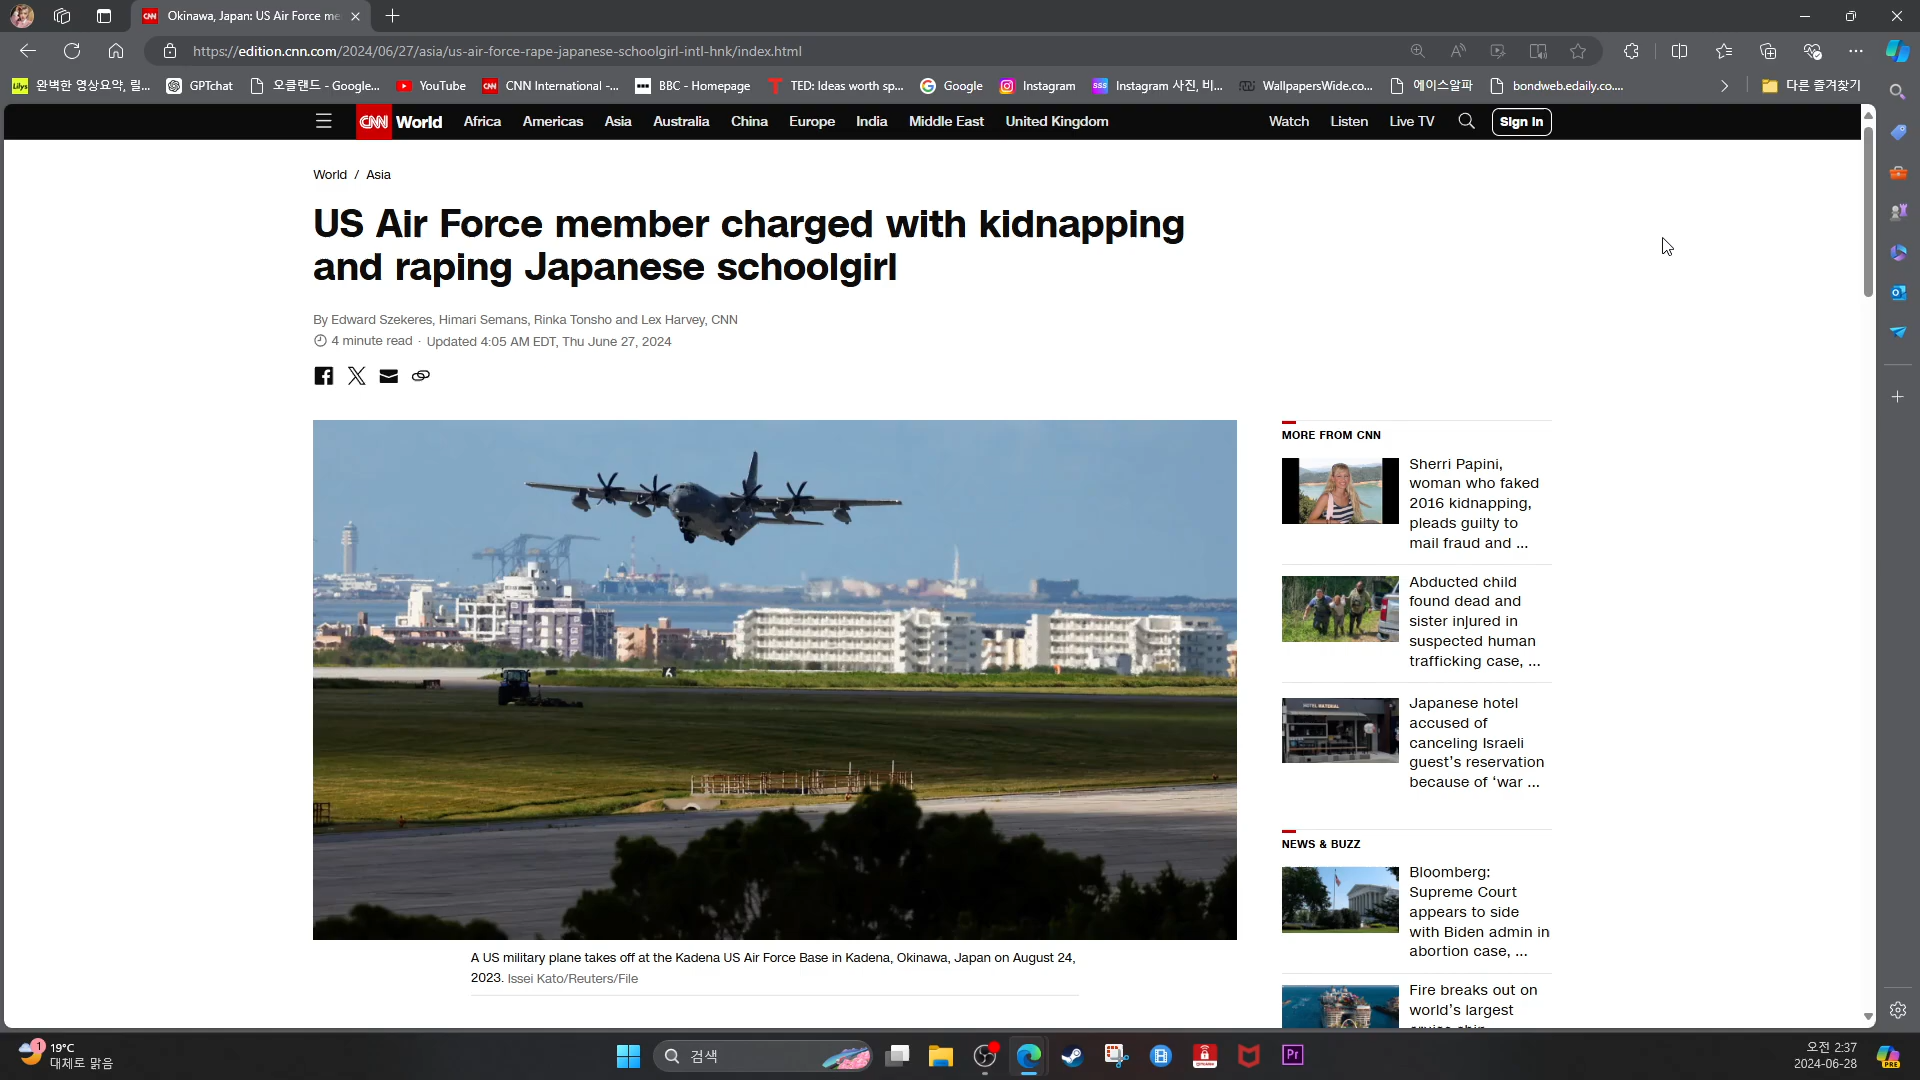 Okinawa, Japan: US Air Force me
https://edition.cnn.com/2024/06/27/asia/us-air-force-rape-japanese-schoolgirl-intl-hnk/index.html
Lilys 완벽한 영상요약, 릴... GPTchat 오클랜드 - Google... YouTube CNN CNN International -... BBC - Homepage TED: Ideas worth sp... Google Instagram SSS Instagram 사진, 비... WallpapersWide.co... 에이스알파 bondweb.edaily.co.... 다른 즐겨찾기
CNN World Africa Americas Asia Australia China Europe India Middle East United Kingdom Watch Listen Live TV Sign in
World / Asia
US Air Force member charged with kidnapping
and raping Japanese schoolgirl
By Edward Szekeres, Himari Semans, Rinka Tonsho and Lex Harvey, CNN
4 minute read · Updated 4:05 AM EDT, Thu June 27, 2024
6
A US military plane takes off at the Kadena US Air Force Base in Kadena, Okinawa, Japan on August 24,
2023. Issei Kato/Reuters/File
MORE FROM CNN
Sherri Papini,
woman who faked
2016 kidnapping,
pleads guilty to
mail fraud and ...
Abducted child
found dead and
sister injured in
suspected human
trafficking case, ...
Japanese hotel
accused of
canceling Israeli
guest's reservation
because of ‘war ...
NEWS & BUZZ
Bloomberg:
Supreme Court
appears to side
with Biden admin in
abortion case, ...
Fire breaks out on
world's largest
cruise ship
1 19°C
대체로 맑음
검색
Pr
오전 2:37
2024-06-28
PRE